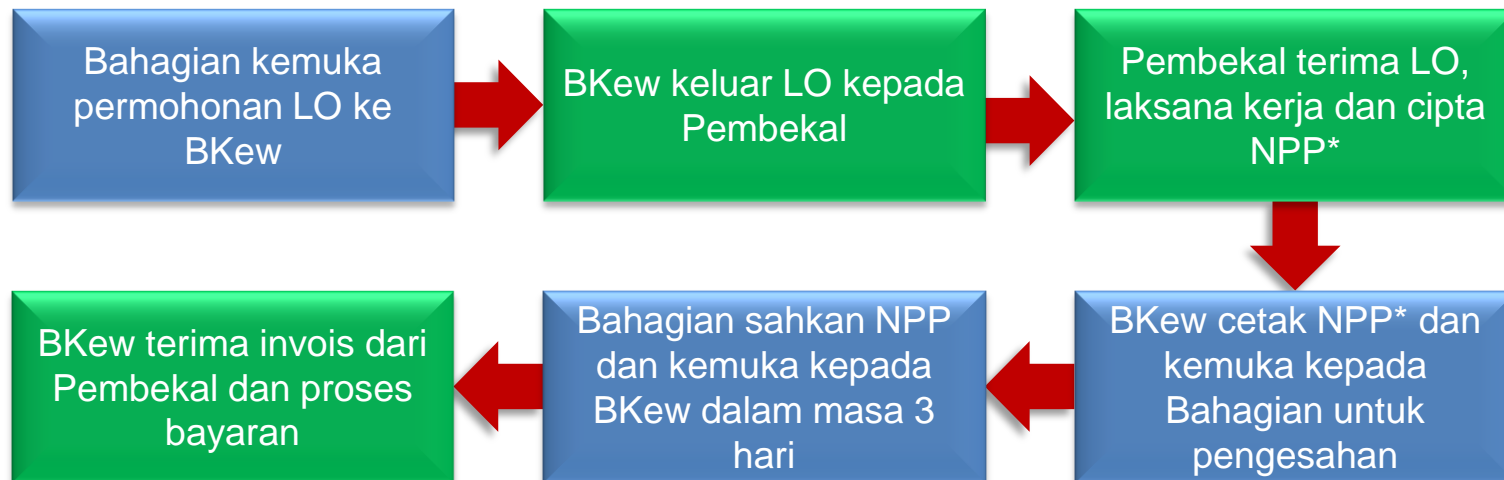 Bahagian kemuka
permohonan LO ke
BKew
BKew keluar LO kepada
Pembekal
Pembekal terima LO,
laksana kerja dan cipta
NPP*
BKew cetak NPP* dan
kemuka kepada
Bahagian untuk
pengesahan
Bahagian sahkan NPP
dan kemuka kepada
BKew dalam masa 3
hari
BKew terima invois dari
Pembekal dan proses
bayaran